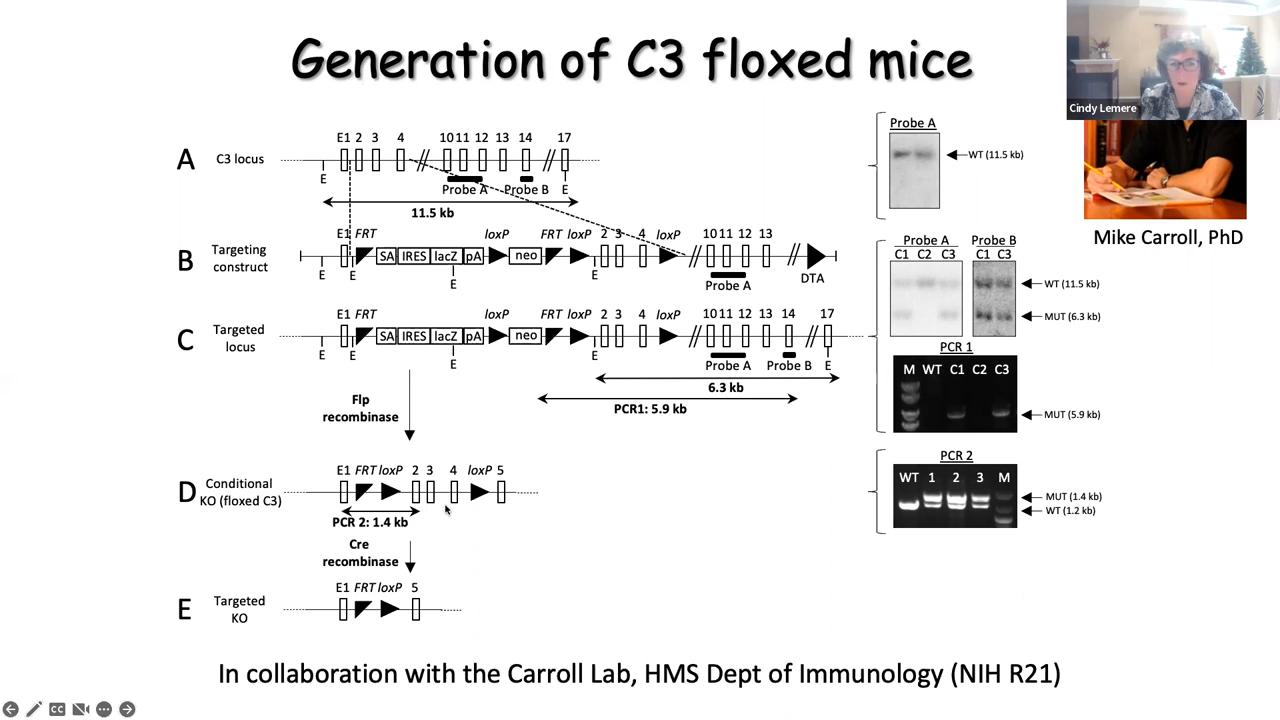 Generation of C3 floxed mice
Cindy Lemere
Mike Carroll, PhD
A
C3 locus
E1 2 3 4 10 11 12 13 14 17
E Probe A Probe B E
11.5 kb
B
Targeting
construct
E1 FRT loxP FRT loxP 2 3 4 loxP 10 11 12 13
SA IRES lacZ pA neo
E E E E Probe A DTA
C
Targeted
locus
E1 FRT loxP FRT loxP 2 3 4 loxP 10 11 12 13 14 17
SA IRES lacZ pA neo
E E E E Probe A Probe B E
6.3 kb
PCR1: 5.9 kb
Flp
recombinase
D
Conditional
KO (floxed C3)
E1 FRT loxP 2 3 4 loxP 5
PCR 2: 1.4 kb
Cre
recombinase
E
Targeted
KO
E1 FRT loxP 5
Probe A
WT (11.5 kb)
Probe A Probe B
C1 C2 C3 C1 C3
WT (11.5 kb)
MUT (6.3 kb)
PCR 1
M WT C1 C2 C3
MUT (5.9 kb)
PCR 2
WT 1 2 3 M
MUT (1.4 kb)
WT (1.2 kb)
In collaboration with the Carroll Lab, HMS Dept of Immunology (NIH R21)
CC